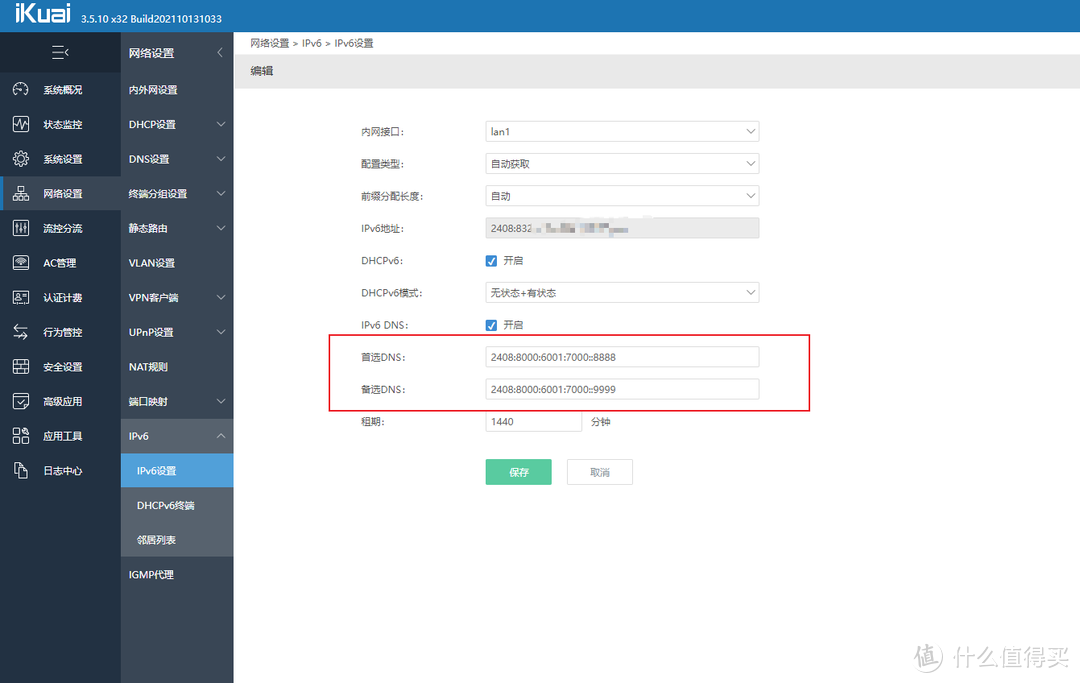 iKuai 3.5.10 x32 Build202110131033
网络设置 > IPv6 > IPv6设置
编辑
系统概况
状态监控
系统设置
网络设置
流控分流
AC管理
认证计费
行为管控
安全设置
高级应用
应用工具
日志中心
网络设置
内外网设置
DHCP设置
DNS设置
终端分组设置
静态路由
VLAN设置
VPN客户端
UPnP设置
NAT规则
端口映射
IPv6
IPv6设置
DHCPv6终端
邻居列表
IGMP代理
内网接口: lan1
配置类型: 自动获取
前缀分配长度: 自动
IPv6地址: 2408:832
DHCPv6: 开启
DHCPv6模式: 无状态+有状态
IPv6 DNS: 开启
首选DNS: 2408:8000:6001:7000::8888
备选DNS: 2408:8000:6001:7000::9999
租期: 1440 分钟
保存 取消
值 什么值得买